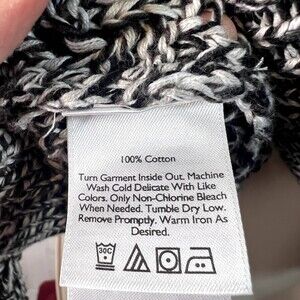 100% Cotton
Turn Garment Inside Out. Machine
Wash Cold Delicate With Like
Colors. Only Non-Chlorine Bleach
When Needed. Tumble Dry Low.
Remove Promptly. Warm Iron As
Desired.
30C